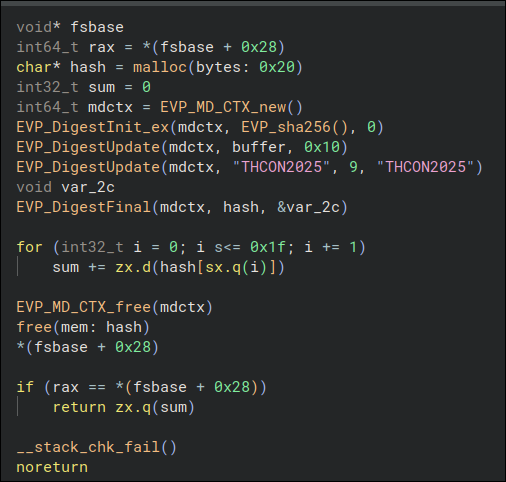 void* fsbase
int64_t rax = *(fsbase + 0x28)
char* hash = malloc(bytes: 0x20)
int32_t sum = 0
int64_t mdctx = EVP_MD_CTX_new()
EVP_DigestInit_ex(mdctx, EVP_sha256(), 0)
EVP_DigestUpdate(mdctx, buffer, 0x10)
EVP_DigestUpdate(mdctx, "THCON2025", 9, "THCON2025")
void var_2c
EVP_DigestFinal(mdctx, hash, &var_2c)
for (int32_t i = 0; i s<= 0x1f; i += 1)
    sum += zx.d(hash[sx.q(i)])
EVP_MD_CTX_free(mdctx)
free(mem: hash)
*(fsbase + 0x28)
if (rax == *(fsbase + 0x28))
    return zx.q(sum)
__stack_chk_fail()
noreturn